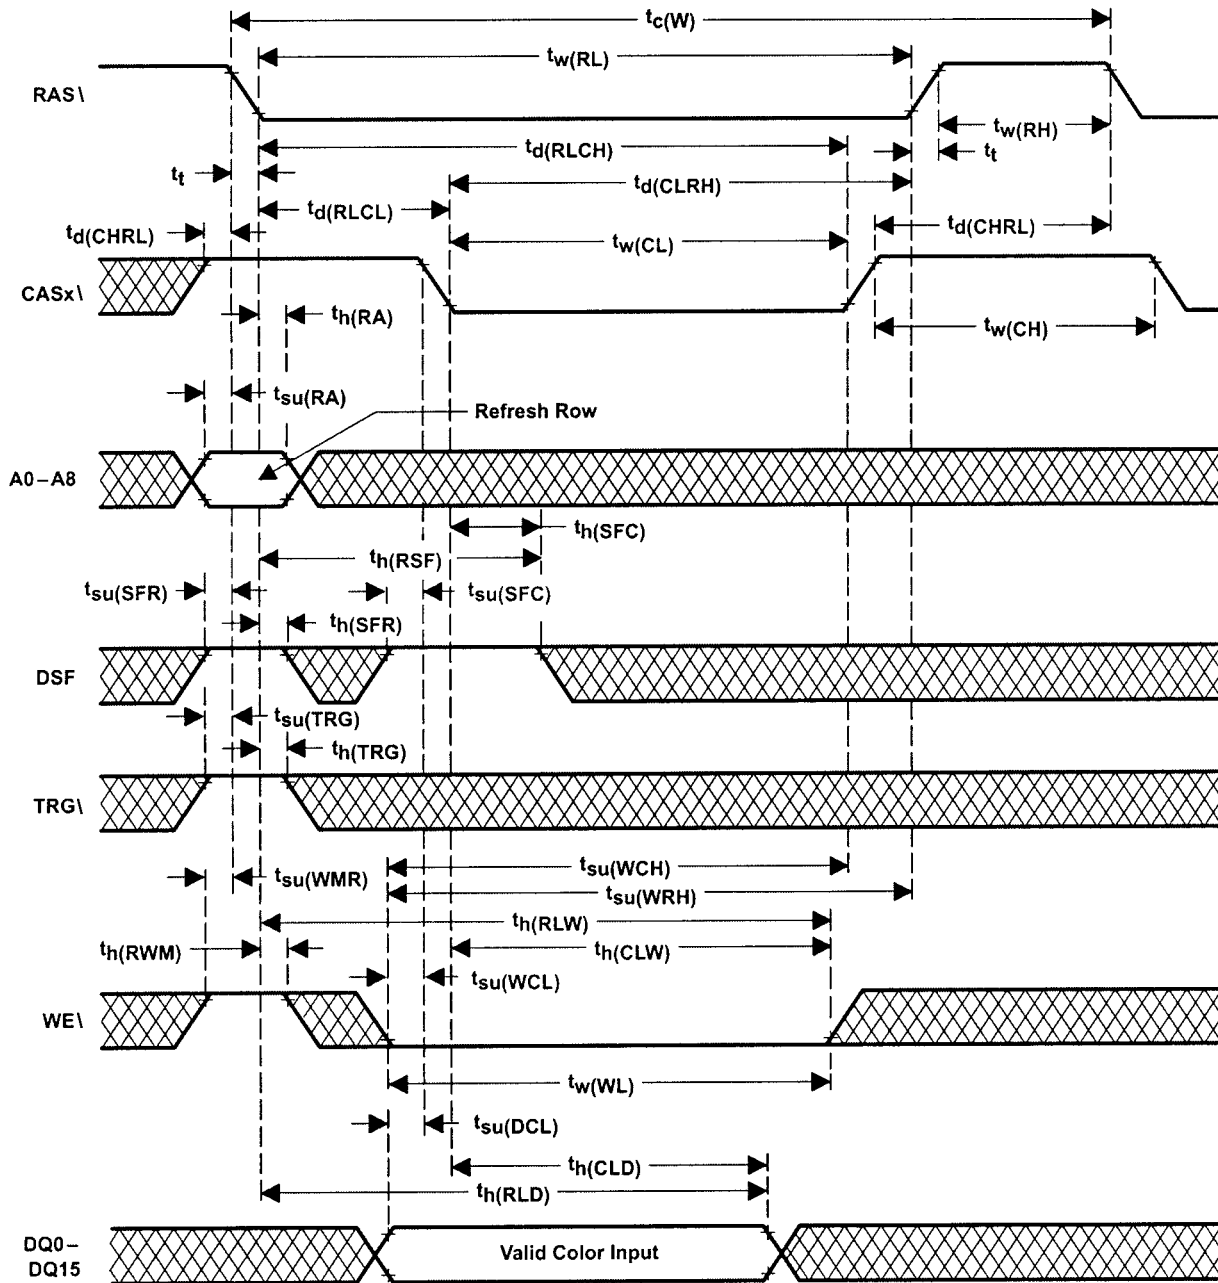 tc(W)
tw(RL)
RAS\
tw(RH)
td(RLCH)
tt
tt
td(CLRH)
td(RLCL)
td(CHRL)
td(CHRL)
tw(CL)
CASx\
th(RA)
tw(CH)
tsu(RA)
Refresh Row
A0–A8
th(SFC)
th(RSF)
tsu(SFR)
tsu(SFC)
th(SFR)
DSF
tsu(TRG)
th(TRG)
TRG\
tsu(WCH)
tsu(WMR)
tsu(WRH)
th(RLW)
th(RWM)
th(CLW)
tsu(WCL)
WE\
tw(WL)
tsu(DCL)
th(CLD)
th(RLD)
DQ0–
DQ15
Valid Color Input